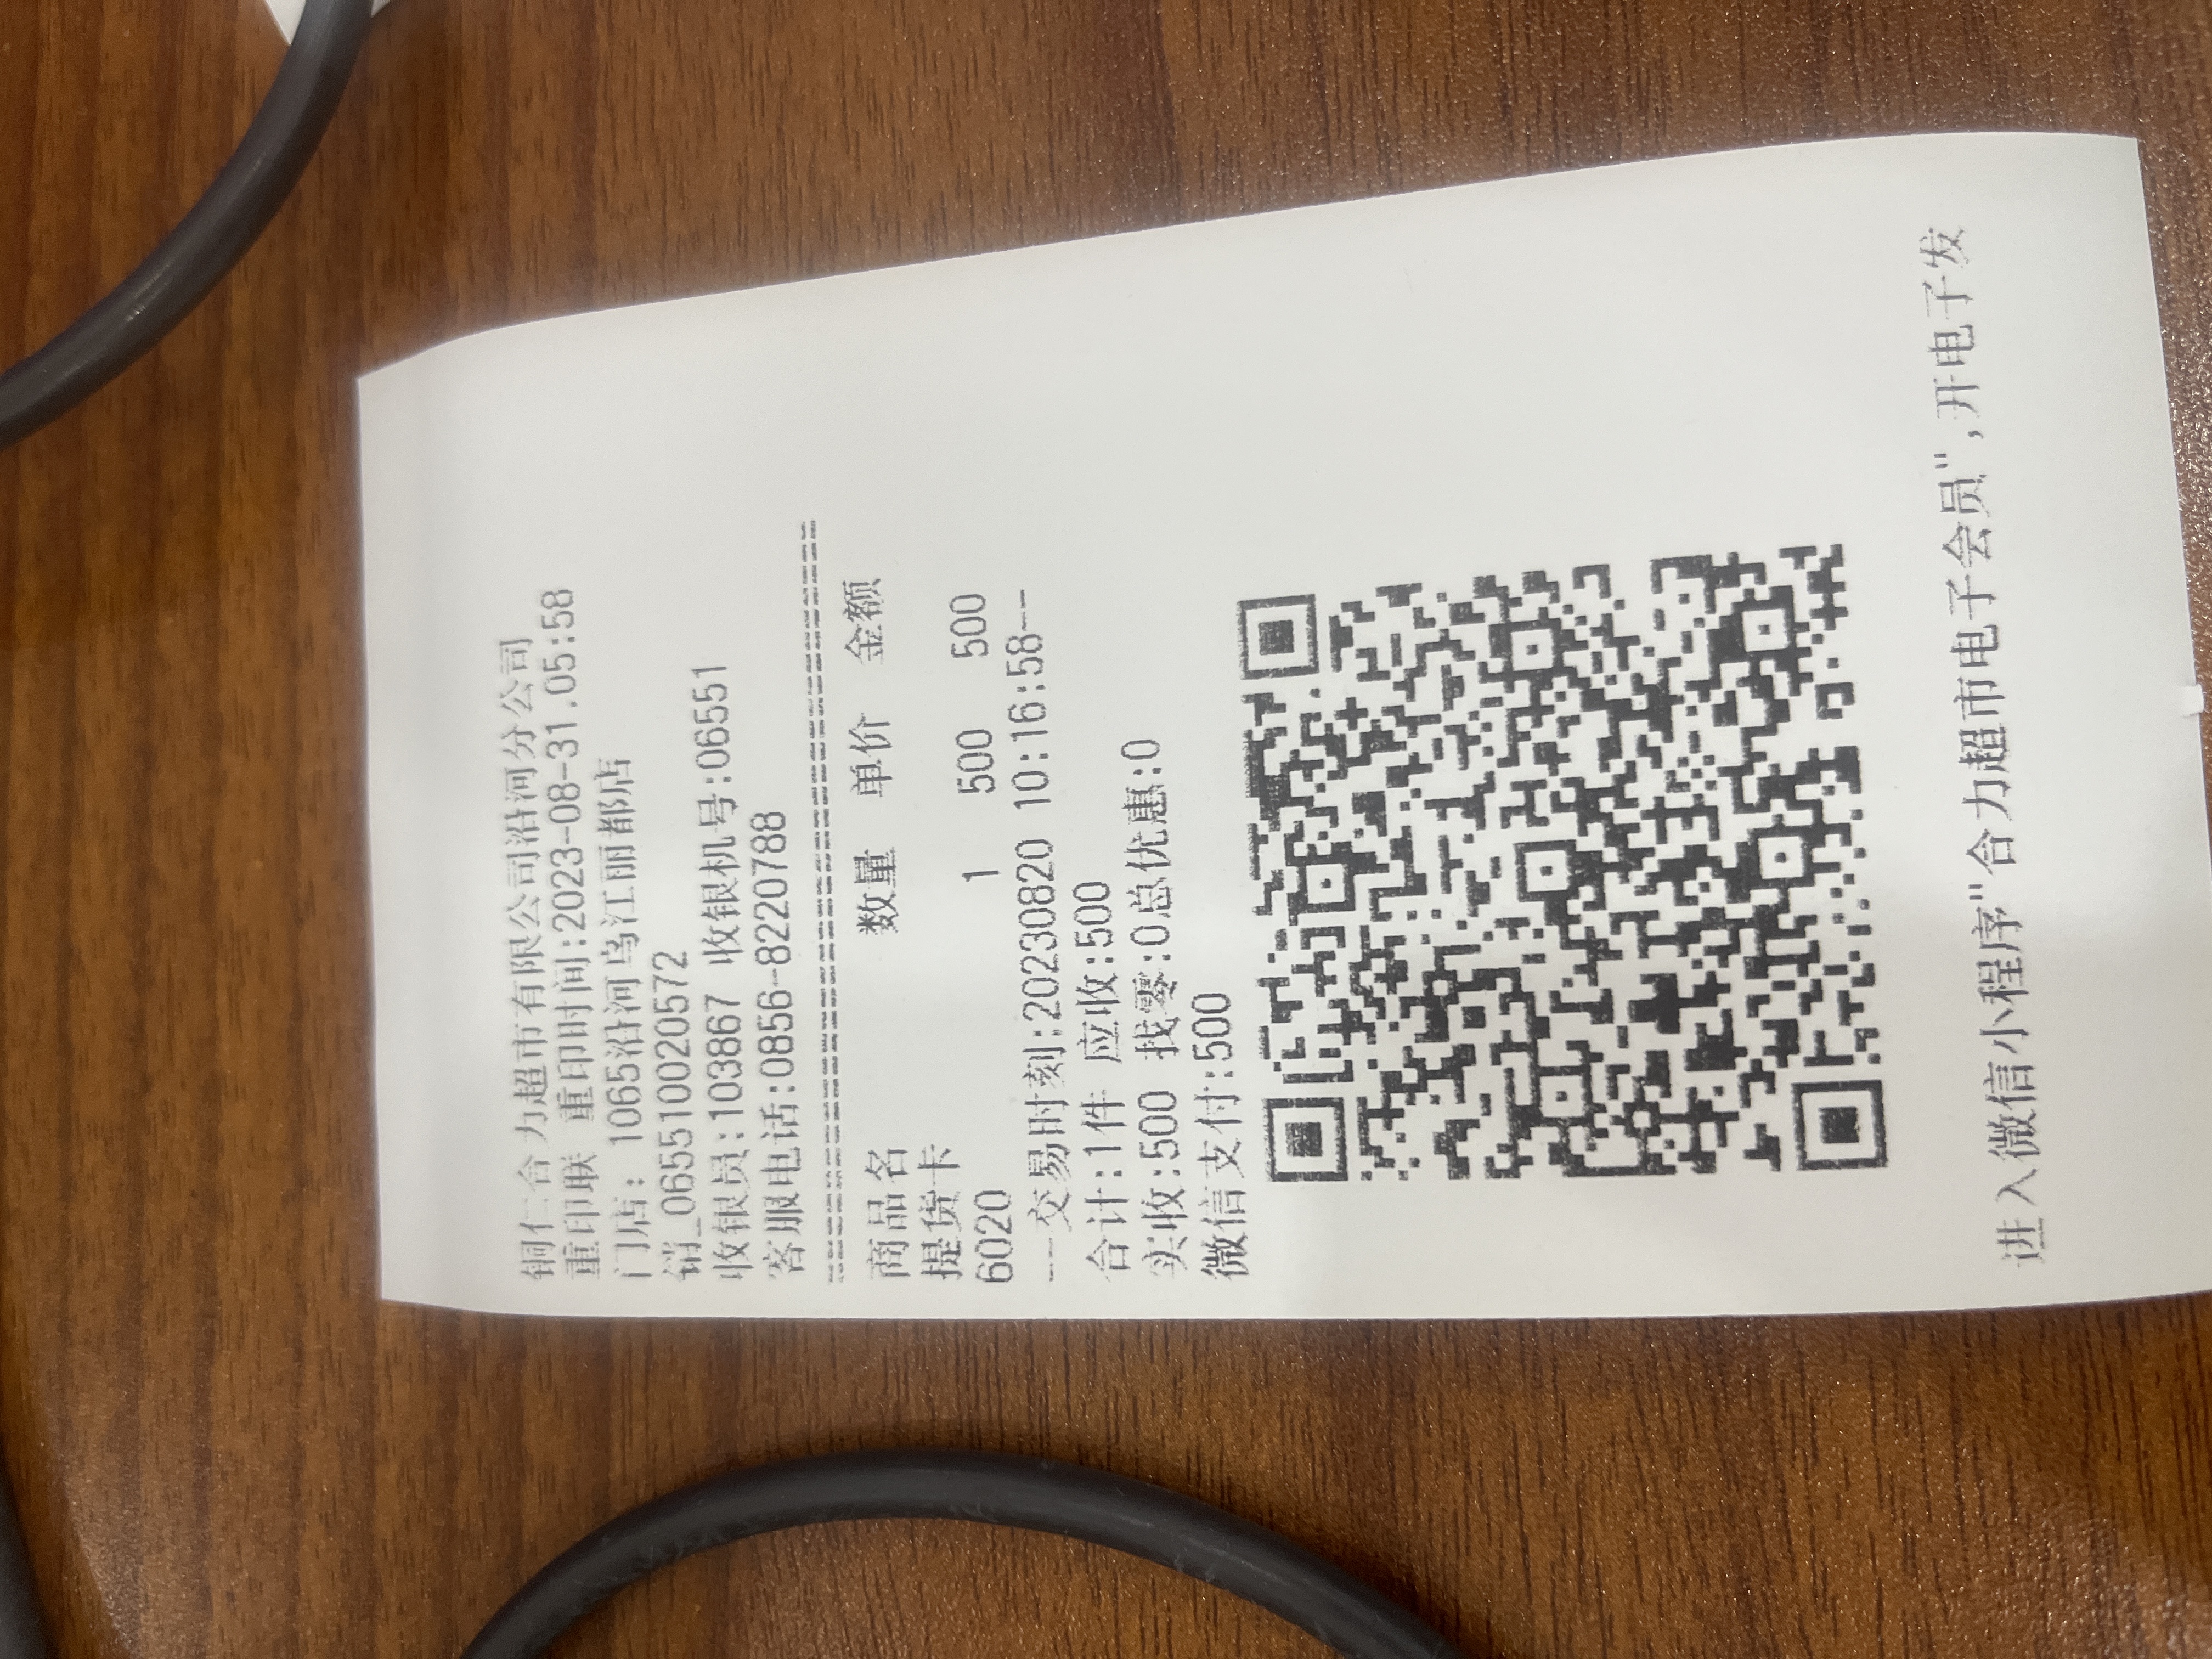 铜仁合力超市有限公司沿河分公司
重印联 重印时间:2023-08-31.05:58
门店: 1065沿河乌江丽都店
销_0655100020572
收银员:103867 收银机号:06551
客服电话:0856-8220788
商品名 数量 单价 金额
提货卡
6020 1 500 500
--交易时刻:20230820 10:16:58--
合计:1件 应收:500
实收:500 找零:0总优惠:0
微信支付:500
进入微信小程序"合力超市电子会员",开电子发